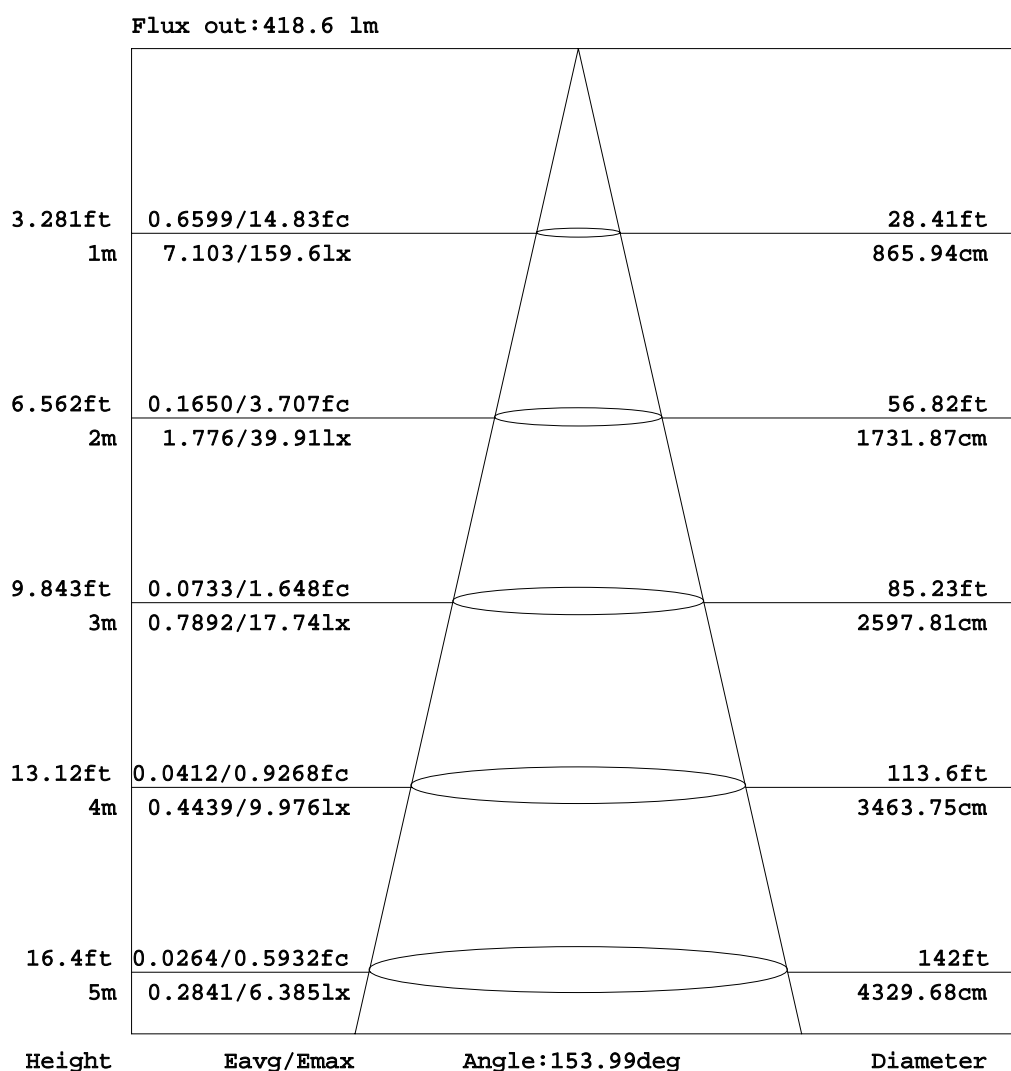 Flux out:418.6 lm
3.281ft 0.6599/14.83fc 28.41ft
1m 7.103/159.6lx 865.94cm
6.562ft 0.1650/3.707fc 56.82ft
2m 1.776/39.91lx 1731.87cm
9.843ft 0.0733/1.648fc 85.23ft
3m 0.7892/17.74lx 2597.81cm
13.12ft 0.0412/0.9268fc 113.6ft
4m 0.4439/9.976lx 3463.75cm
16.4ft 0.0264/0.5932fc 142ft
5m 0.2841/6.385lx 4329.68cm
Height Eavg/Emax Angle:153.99deg Diameter